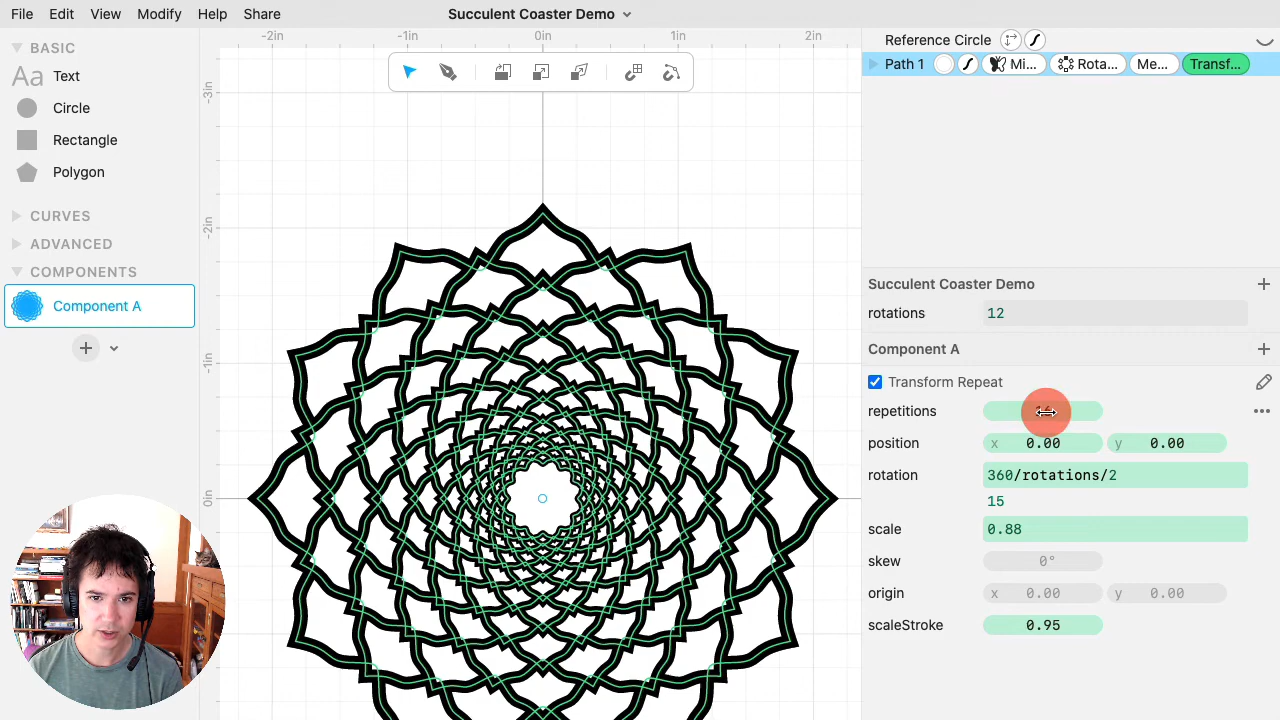 File Edit View Modify Help Share
Succulent Coaster Demo
BASIC
Aa Text
Circle
Rectangle
Polygon
CURVES
ADVANCED
COMPONENTS
Component A
-2in -1in 0in 1in 2in
-3in
-2in
-1in
0in
Reference Circle
Path 1 Mi... Rota... Me... Transf...
Succulent Coaster Demo
rotations 12
Component A
Transform Repeat
repetitions
position x 0.00 y 0.00
rotation 360/rotations/2
15
scale 0.88
skew 0°
origin x 0.00 y 0.00
scaleStroke 0.95